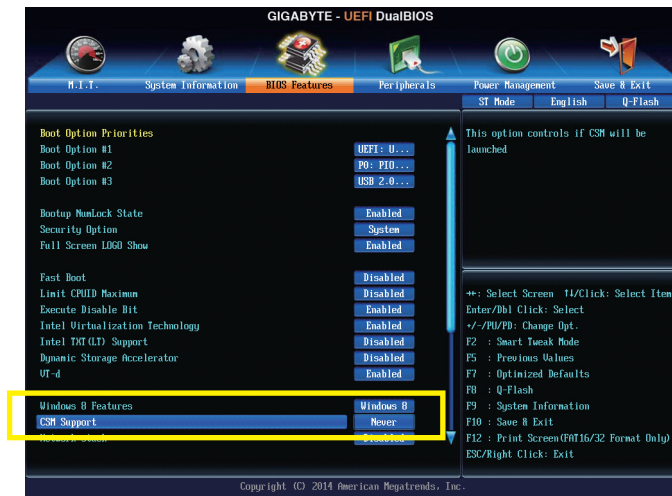 GIGABYTE - UEFI DualBIOS
M.I.T. System Information BIOS Features Peripherals Power Management Save & Exit
ST Mode English Q-Flash
Boot Option Priorities
Boot Option #1 UEFI: U...
Boot Option #2 P0: PIO...
Boot Option #3 USB 2.0...
Bootup NumLock State Enabled
Security Option System
Full Screen LOGO Show Enabled
Fast Boot Disabled
Limit CPUID Maximum Disabled
Execute Disable Bit Enabled
Intel Virtualization Technology Enabled
Intel TXT(LT) Support Disabled
Dynamic Storage Accelerator Disabled
VT-d Enabled
Windows 8 Features Windows 8
CSM Support Never
Network stack Disabled
This option controls if CSM will be
launched
→←: Select Screen ↑↓/Click: Select Item
Enter/Dbl Click: Select
+/-/PU/PD: Change Opt.
F2 : Smart Tweak Mode
F5 : Previous Values
F7 : Optimized Defaults
F8 : Q-Flash
F9 : System Information
F10 : Save & Exit
F12 : Print Screen(FAT16/32 Format Only)
ESC/Right Click: Exit
Copyright (C) 2014 American Megatrends, Inc.